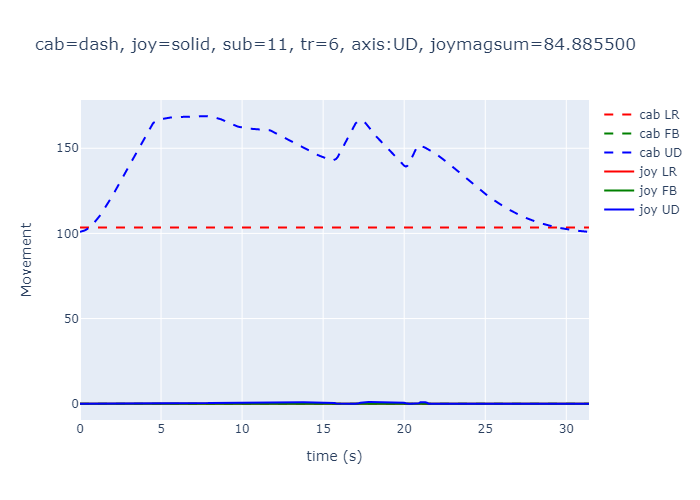 cab=dash, joy=solid, sub=11, tr=6, axis:UD, joymagsum=84.885500
cab LR
cab FB
cab UD
joy LR
joy FB
joy UD
Movement
150
100
50
0
0 5 10 15 20 25 30
time (s)